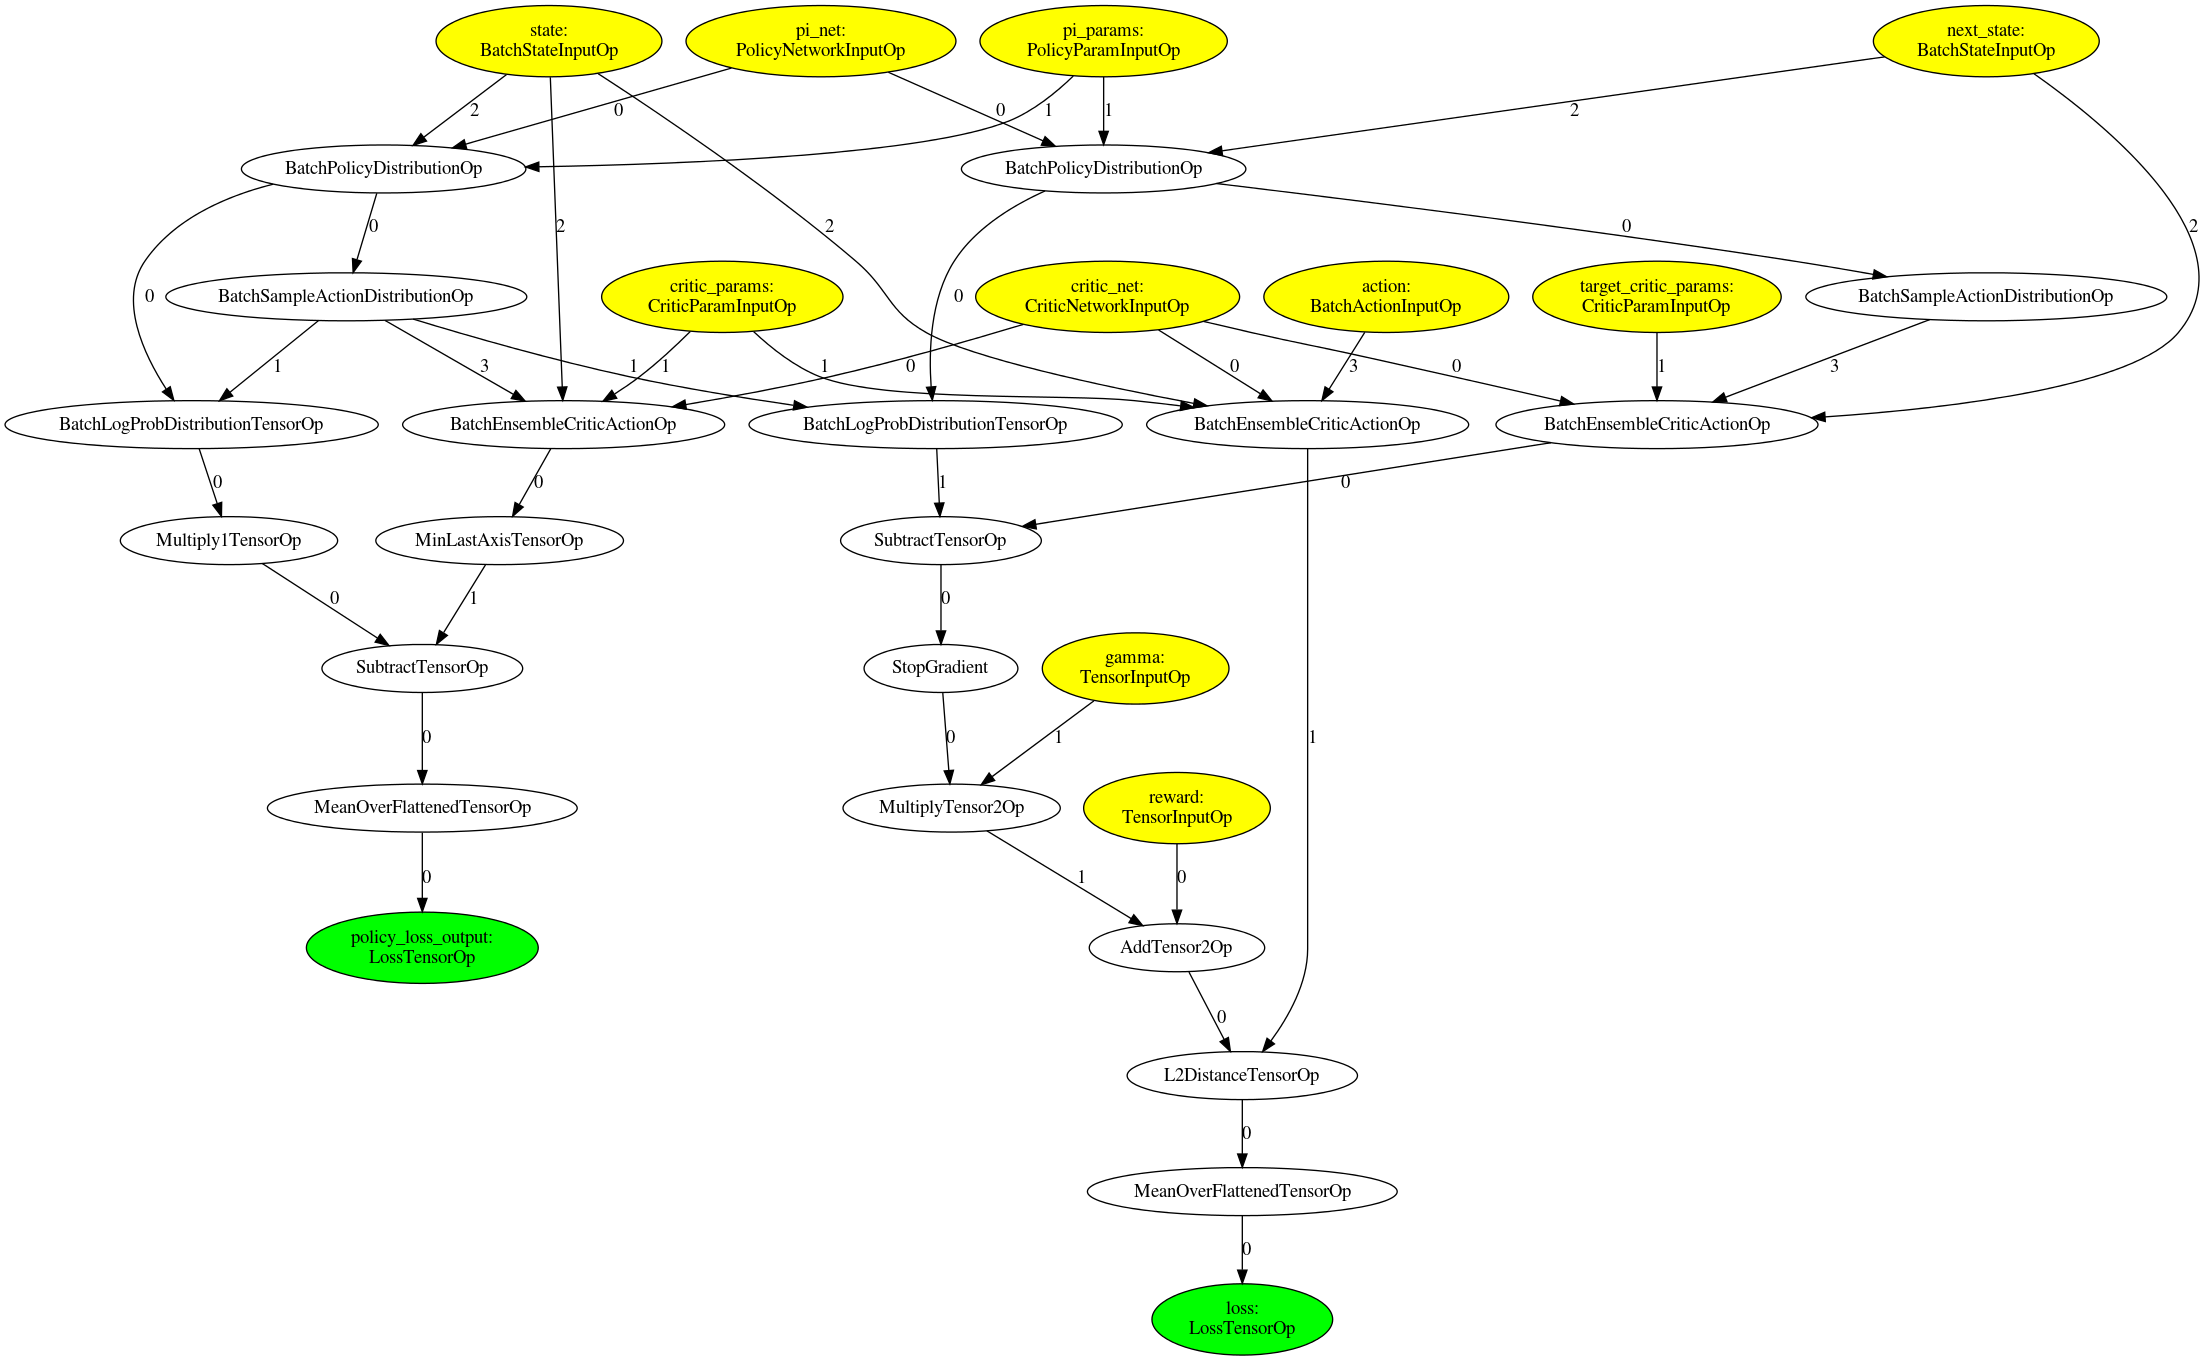 state:
BatchStateInputOp
pi_net:
PolicyNetworkInputOp
pi_params:
PolicyParamInputOp
next_state:
BatchStateInputOp
2
0
0
1
1
2
BatchPolicyDistributionOp
BatchPolicyDistributionOp
0
2
2
0
2
0
BatchSampleActionDistributionOp
critic_params:
CriticParamInputOp
0
critic_net:
CriticNetworkInputOp
action:
BatchActionInputOp
target_critic_params:
CriticParamInputOp
BatchSampleActionDistributionOp
1
3
1
1
1
0
0
3
0
1
3
BatchLogProbDistributionTensorOp
BatchEnsembleCriticActionOp
BatchLogProbDistributionTensorOp
BatchEnsembleCriticActionOp
BatchEnsembleCriticActionOp
0
0
1
0
Multiply1TensorOp
MinLastAxisTensorOp
SubtractTensorOp
0
1
0
SubtractTensorOp
StopGradient
gamma:
TensorInputOp
0
0
1
1
MeanOverFlattenedTensorOp
MultiplyTensor2Op
reward:
TensorInputOp
0
1
0
policy_loss_output:
LossTensorOp
AddTensor2Op
0
L2DistanceTensorOp
0
MeanOverFlattenedTensorOp
0
loss:
LossTensorOp